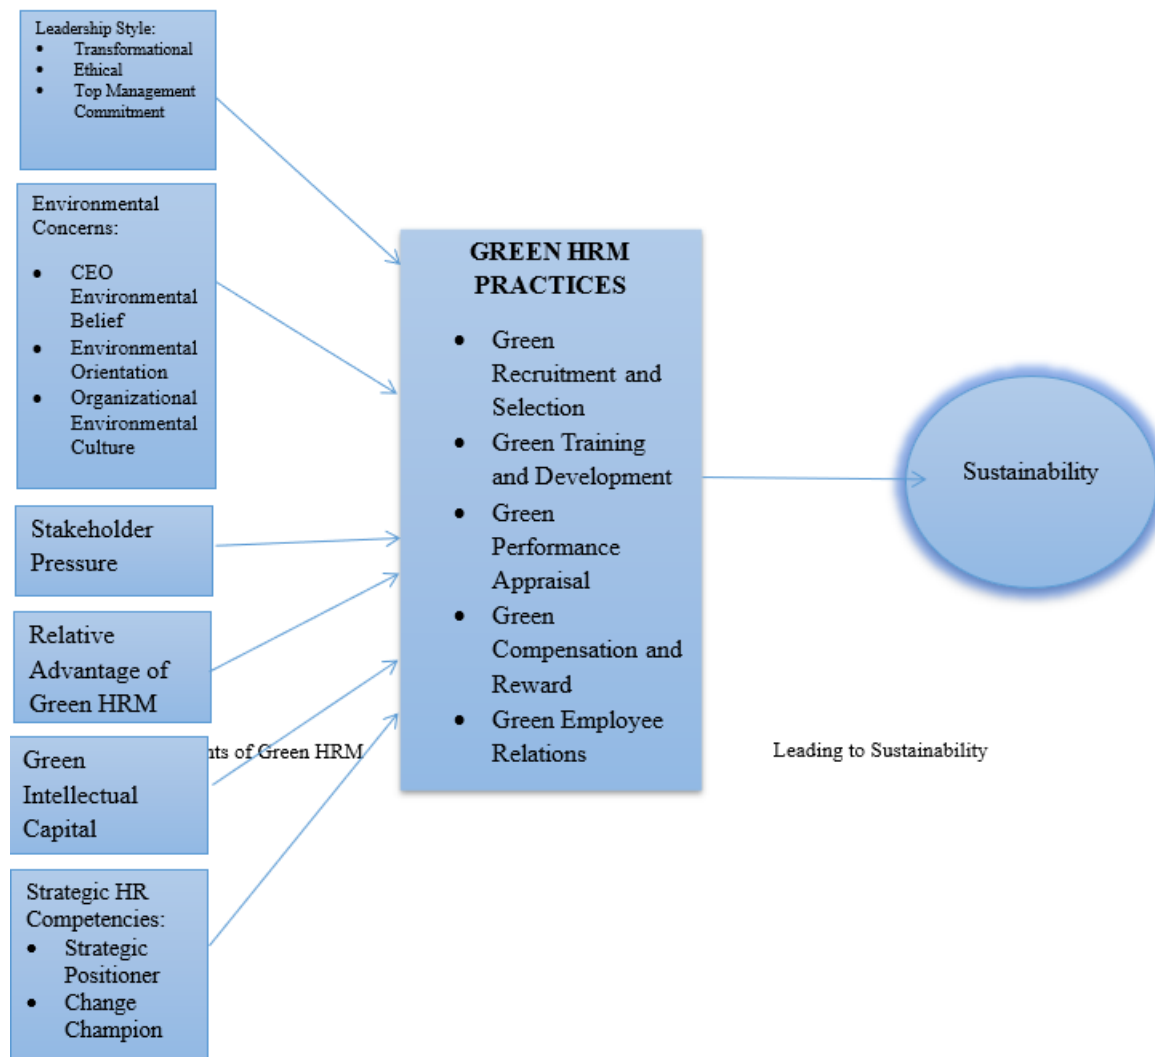 Leadership Style:
• Transformational
• Ethical
• Top Management
Commitment
Environmental
Concerns:
• CEO
Environmental
Belief
• Environmental
Orientation
• Organizational
Environmental
Culture
Stakeholder
Pressure
Relative
Advantage of
Green HRM
Green
Intellectual
Capital
Strategic HR
Competencies:
• Strategic
Positioner
• Change
Champion
of Green HRM
GREEN HRM
PRACTICES
• Green
Recruitment and
Selection
• Green Training
and Development
• Green
Performance
Appraisal
• Green
Compensation and
Reward
• Green Employee
Relations
Sustainability
Leading to Sustainability